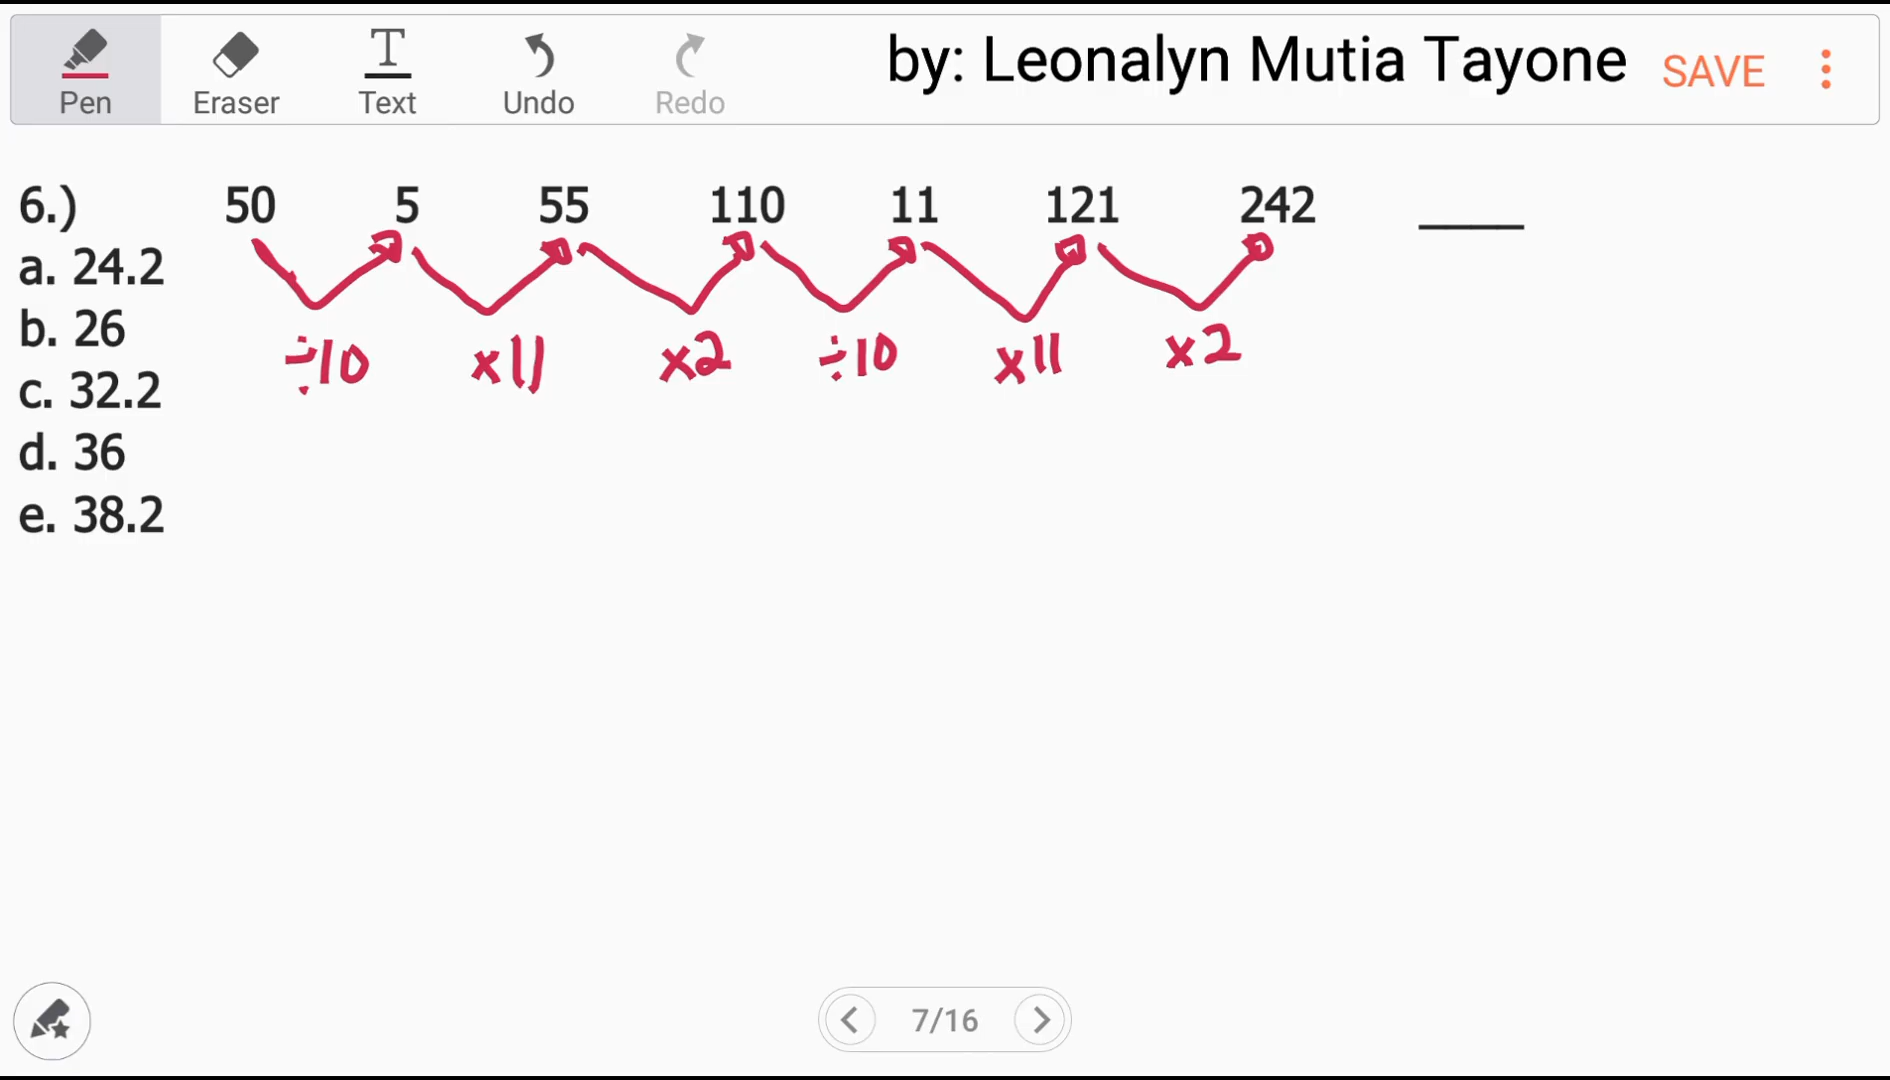 Pen Eraser Text Undo Redo by: Leonalyn Mutia Tayone SAVE
6.) 50 5 55 110 11 121 242 ____
a. 24.2
b. 26
c. 32.2
d. 36
e. 38.2
÷10 x11 x2 ÷10 x11 x2
7/16